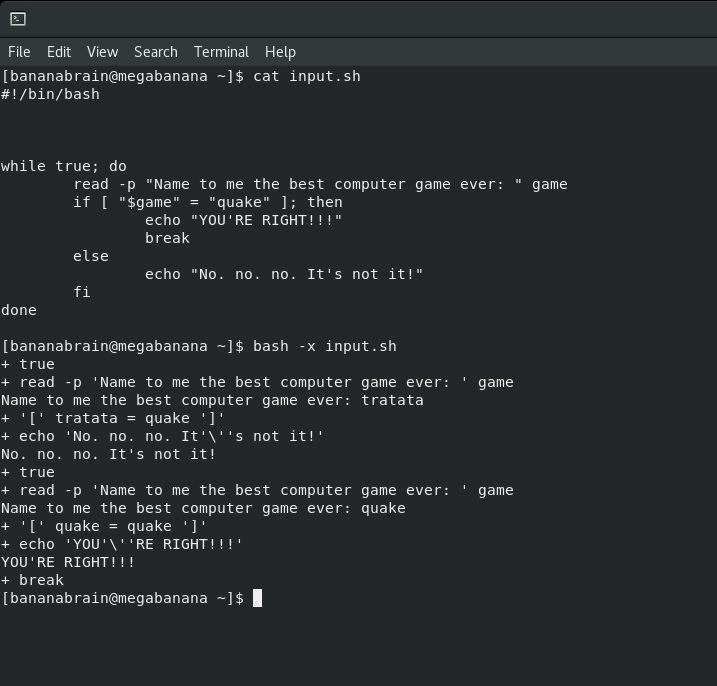 File Edit View Search Terminal Help
[bananabrain@megabanana ~]$ cat input.sh
#!/bin/bash
while true; do
        read -p "Name to me the best computer game ever: " game
        if [ "$game" = "quake" ]; then
                echo "YOU'RE RIGHT!!!"
                break
        else
                echo "No. no. no. It's not it!"
        fi
done
[bananabrain@megabanana ~]$ bash -x input.sh
+ true
+ read -p 'Name to me the best computer game ever: ' game
Name to me the best computer game ever: tratata
+ '[' tratata = quake ']'
+ echo 'No. no. no. It'\''s not it!'
No. no. no. It's not it!
+ true
+ read -p 'Name to me the best computer game ever: ' game
Name to me the best computer game ever: quake
+ '[' quake = quake ']'
+ echo 'YOU'\''RE RIGHT!!!'
YOU'RE RIGHT!!!
+ break
[bananabrain@megabanana ~]$